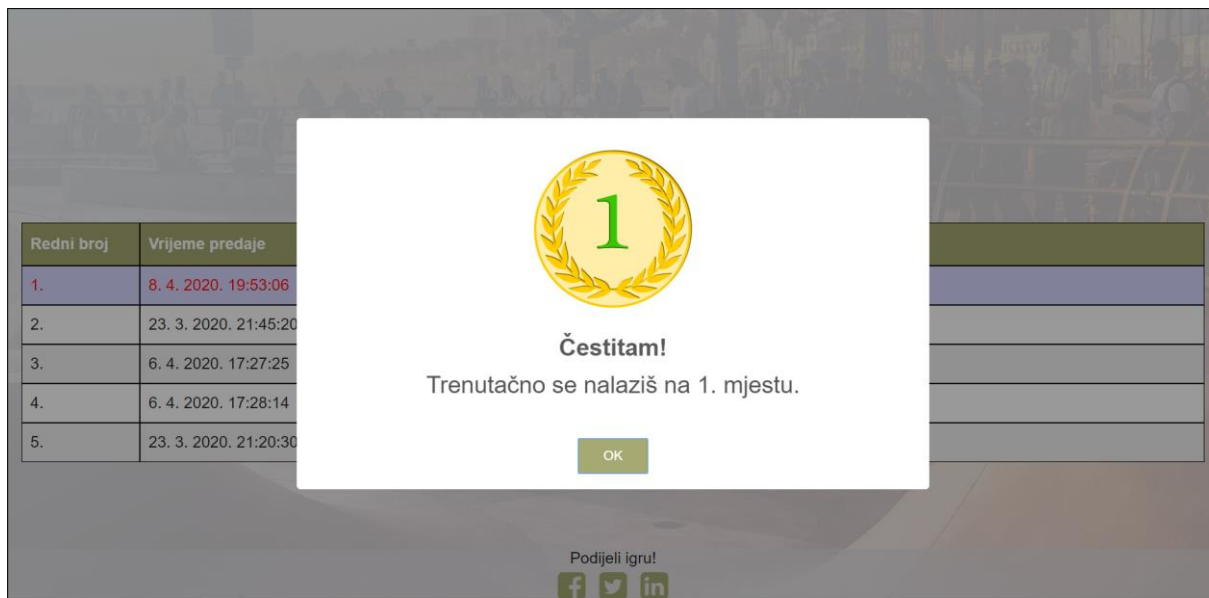 1
Redni broj Vrijeme predaje
1. 8. 4. 2020. 19:53:06
2. 23. 3. 2020. 21:45:20
3. 6. 4. 2020. 17:27:25
4. 6. 4. 2020. 17:28:14
5. 23. 3. 2020. 21:20:30
Čestitam!
Trenutačno se nalaziš na 1. mjestu.
OK
Podijeli igru!